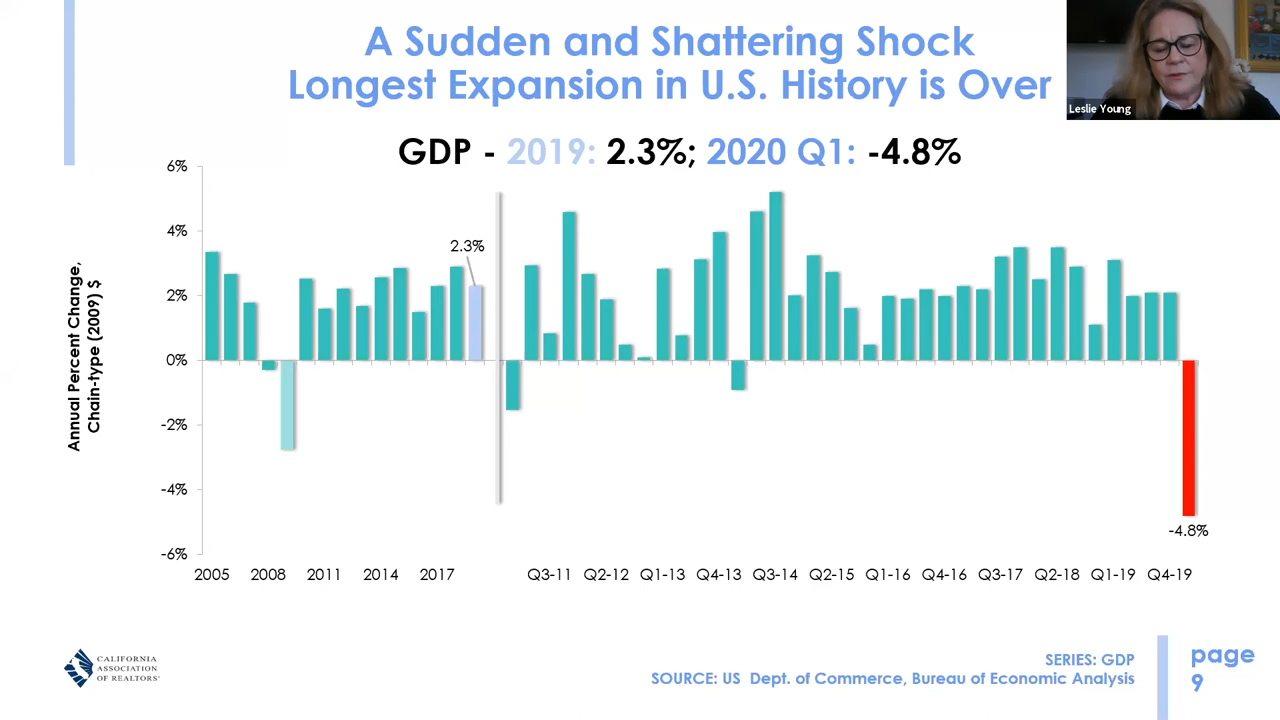 A Sudden and Shattering Shock
Longest Expansion in U.S. History is Over
Leslie Young
GDP - 2019: 2.3%; 2020 Q1: -4.8%
Annual Percent Change,
Chain-type (2009) $
6%
4%
2%
0%
-2%
-4%
-6%
2.3%
-4.8%
2005 2008 2011 2014 2017 Q3-11 Q2-12 Q1-13 Q4-13 Q3-14 Q2-15 Q1-16 Q4-16 Q3-17 Q2-18 Q1-19 Q4-19
CALIFORNIA
ASSOCIATION
OF REALTORS®
SERIES: GDP
SOURCE: US Dept. of Commerce, Bureau of Economic Analysis
page
9